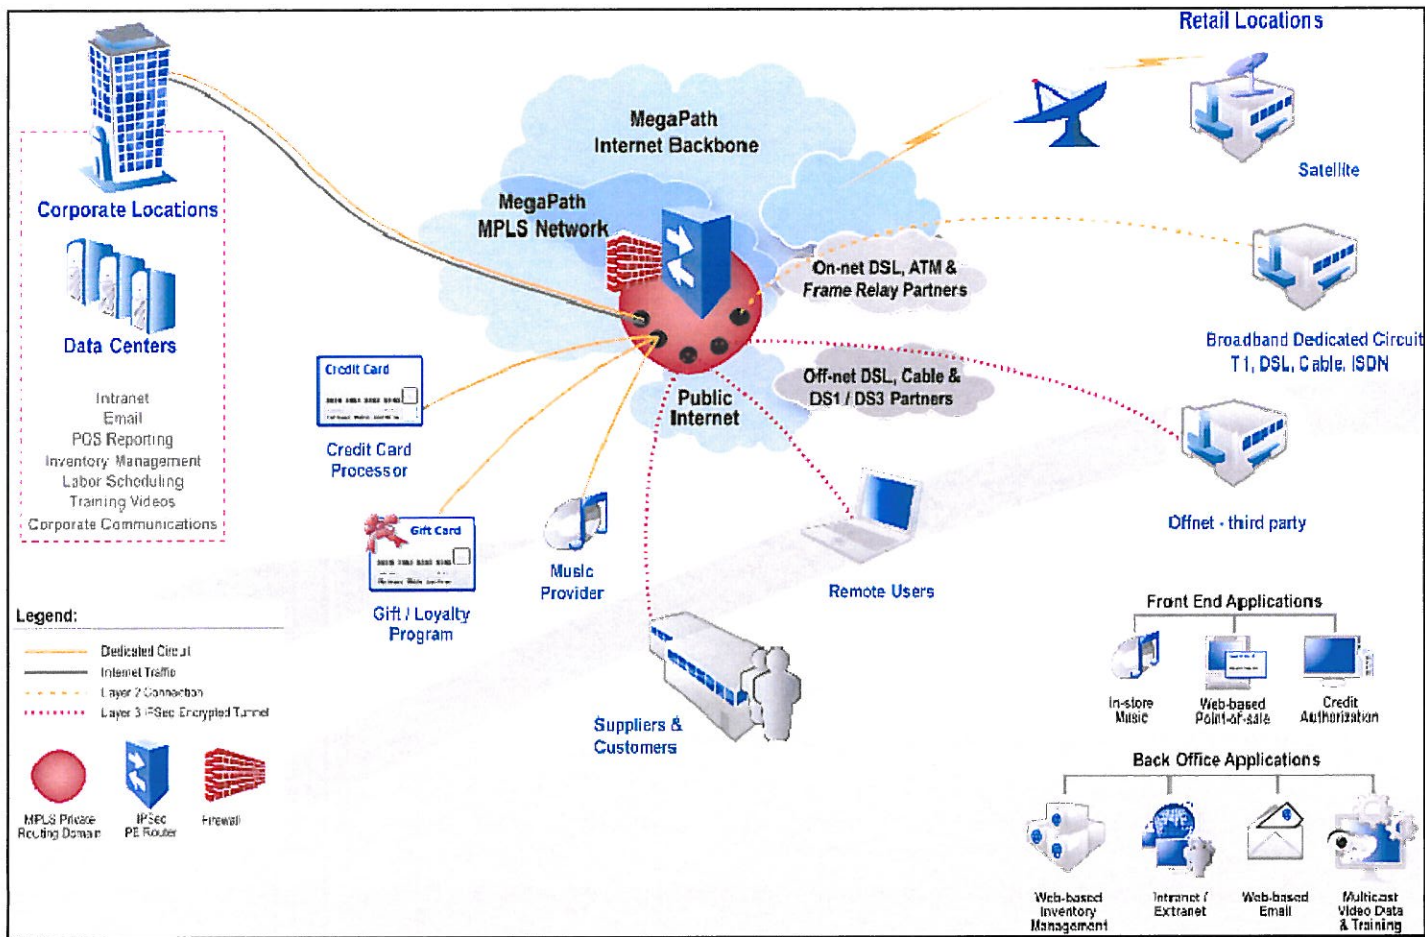 Retail Locations
MegaPath
Internet Backbone
MegaPath
MPLS Network
Satellite
Corporate Locations
On-net DSL, ATM &
Frame Relay Partners
Data Centers
Broadband Dedicated Circuit
T1, DSL, Cable, ISDN
Intranet
Email
POS Reporting
Inventory Management
Labor Scheduling
Training Videos
Corporate Communications
Credit Card
Credit Card
Processor
Public
Internet
Off-net DSL, Cable &
DS1 / DS3 Partners
Offnet - third party
Gift Card
Gift / Loyalty
Program
Music
Provider
Remote Users
Suppliers &
Customers
Legend:
Dedicated Circuit
Internet Traffic
Layer 2 Connection
Layer 3 IPSec Encrypted Tunnel
MPLS Private
Routing Domain
IPSec
PE Router
Firewall
Front End Applications
In-store
Music
Web-based
Point-of-sale
Credit
Authorization
Back Office Applications
Web-based
Inventory
Management
Intranet /
Extranet
Web-based
Email
Multicast
Video Data
& Training